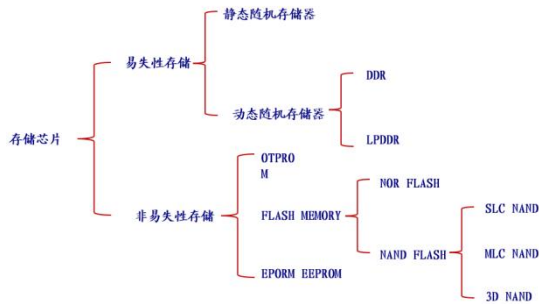 静态随机存储器
易失性存储
DDR
动态随机存储器
LPDDR
存储芯片
OTPRO
M
NOR FLASH
非易失性存储
FLASH MEMORY
SLC NAND
NAND FLASH
MLC NAND
EPORM EEPROM
3D NAND